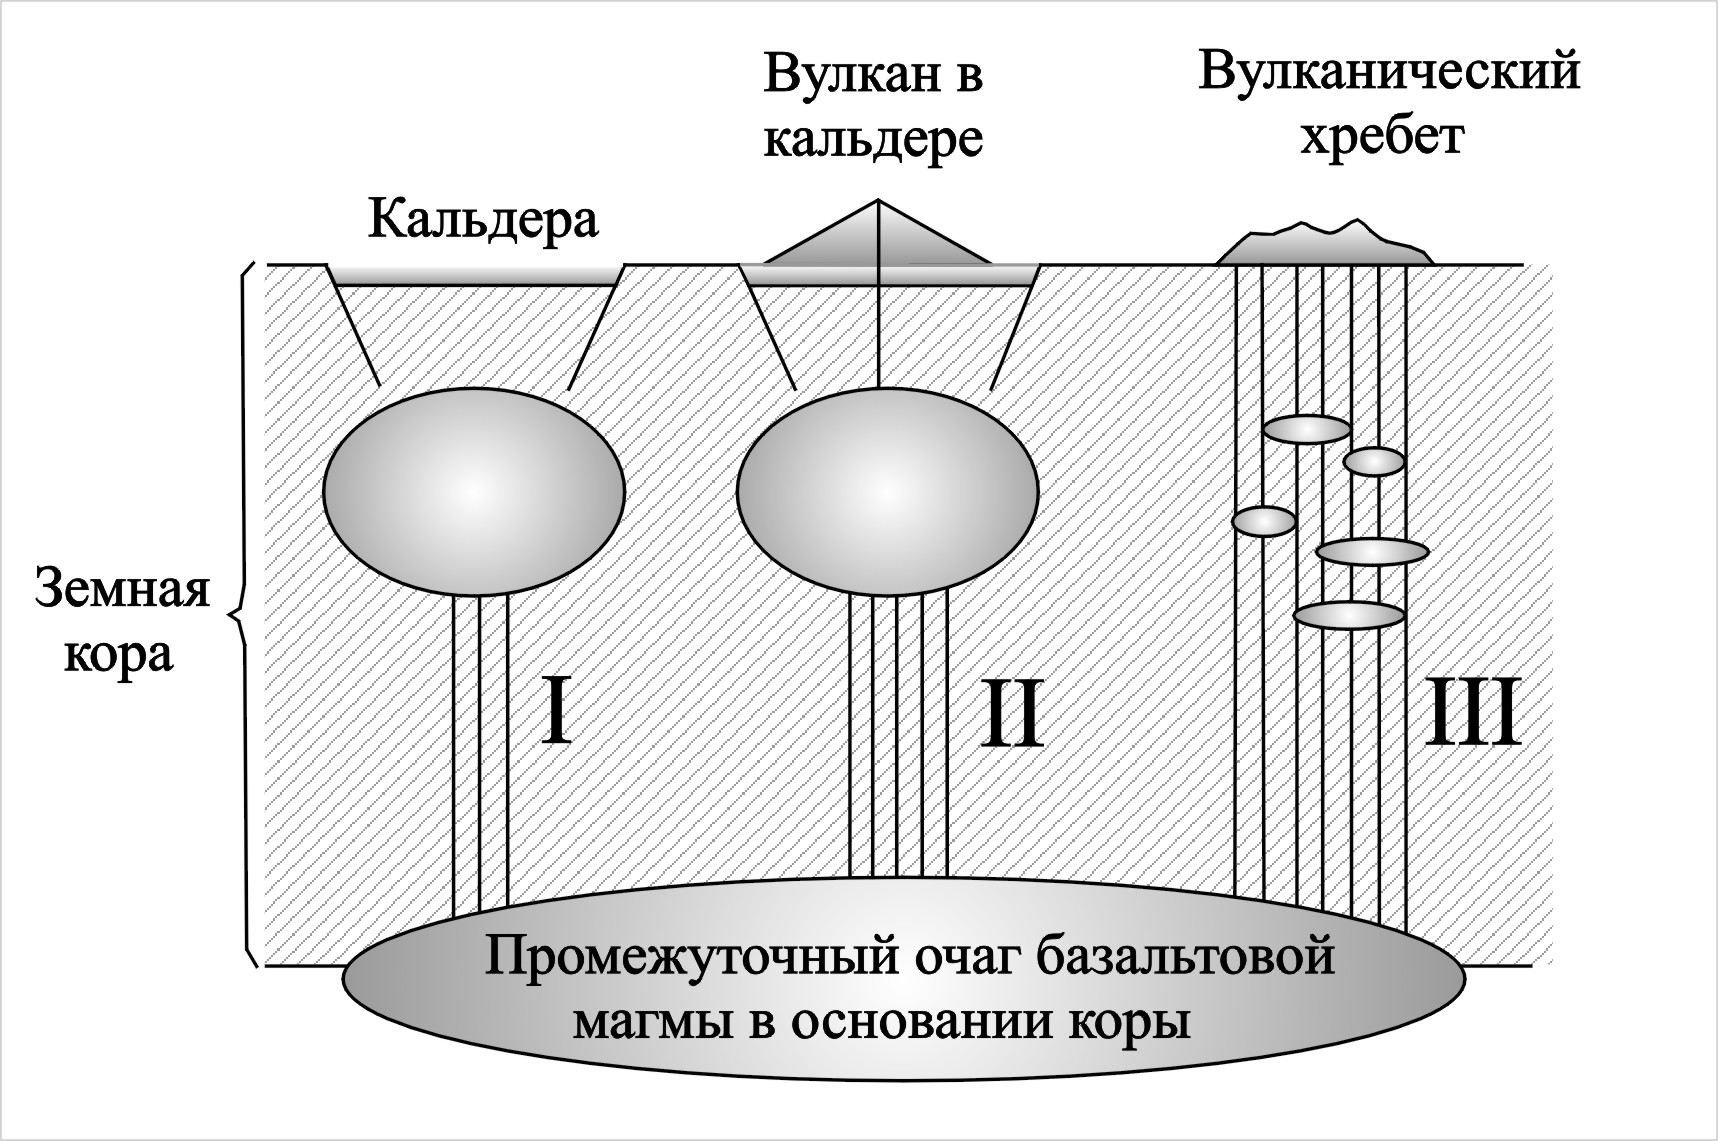 Вулкан в
кальдере
Вулканический
хребет
Кальдера
Земная
кора
I
II
III
Промежуточный очаг базальтовой
магмы в основании коры